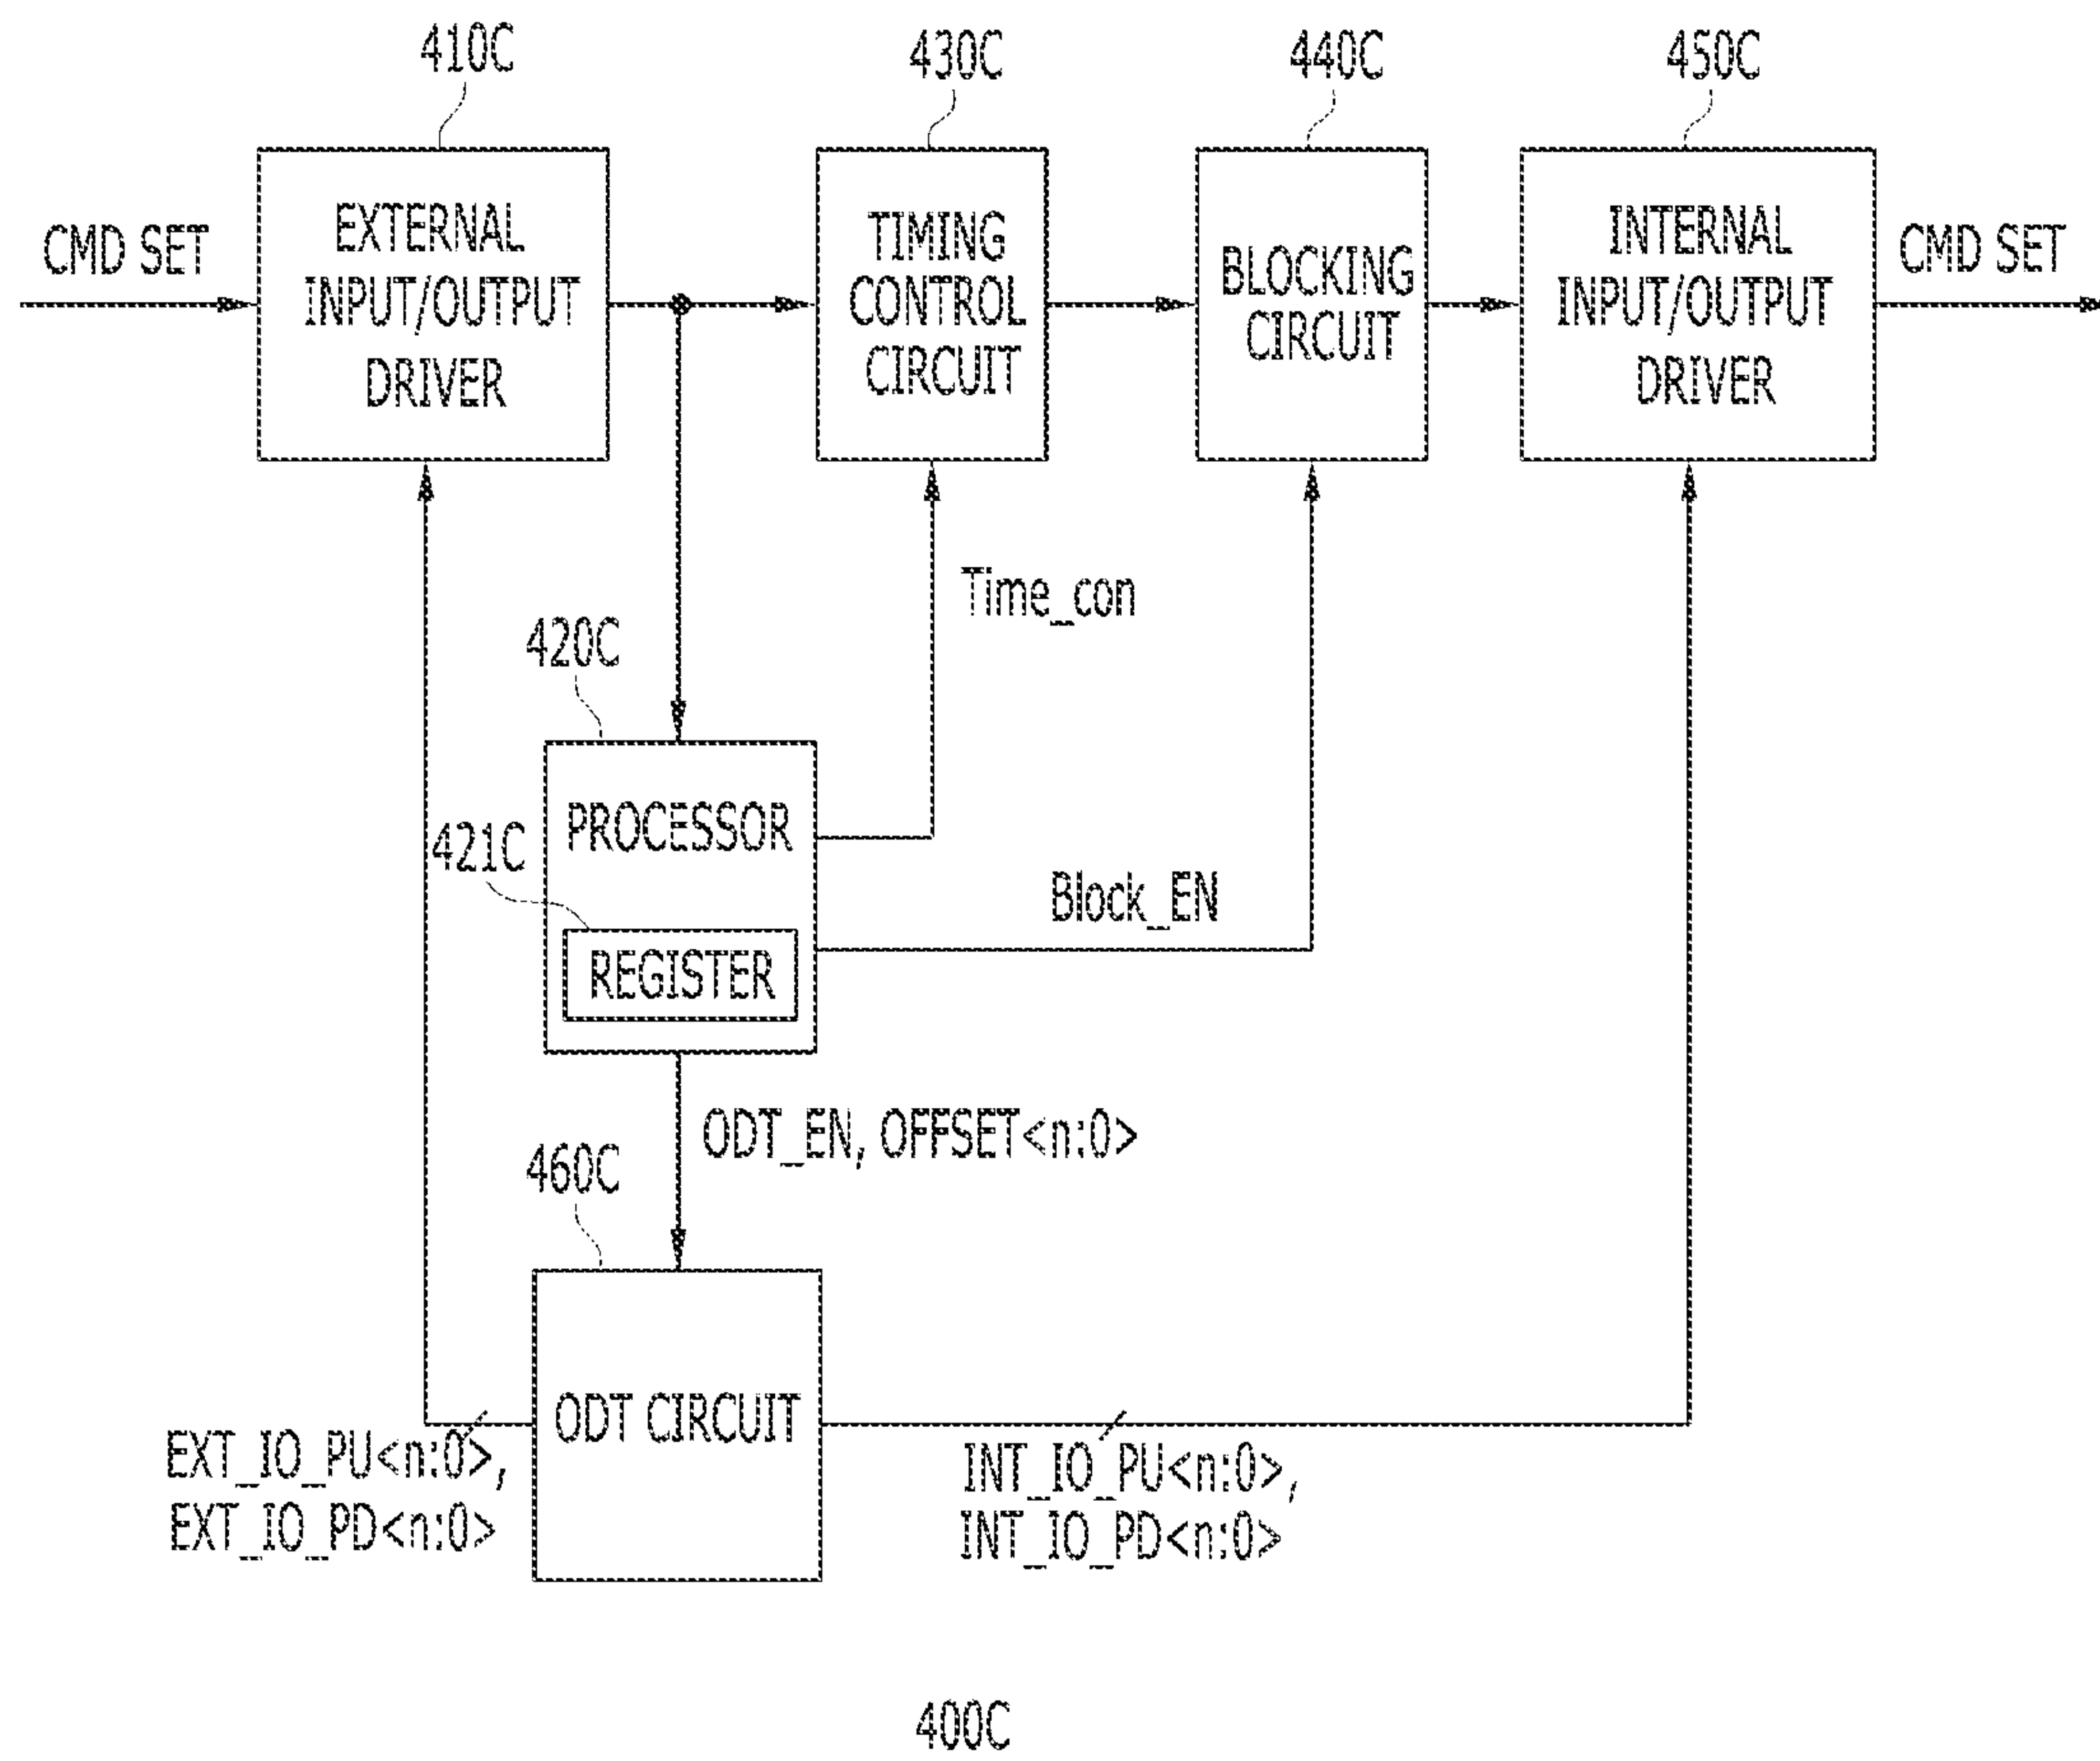 410C
430C
440C
450C
CMD SET
EXTERNAL
INPUT/OUTPUT
DRIVER
TIMING
CONTROL
CIRCUIT
BLOCKING
CIRCUIT
INTERNAL
INPUT/OUTPUT
DRIVER
CMD SET
Time_con
420C
PROCESSOR
421C
Block_EN
REGISTER
ODT_EN, OFFSET<n:0>
460C
ODT CIRCUIT
EXT_IO_PU<n:0>,
EXT_IO_PD<n:0>
INT_IO_PU<n:0>,
INT_IO_PD<n:0>
400C